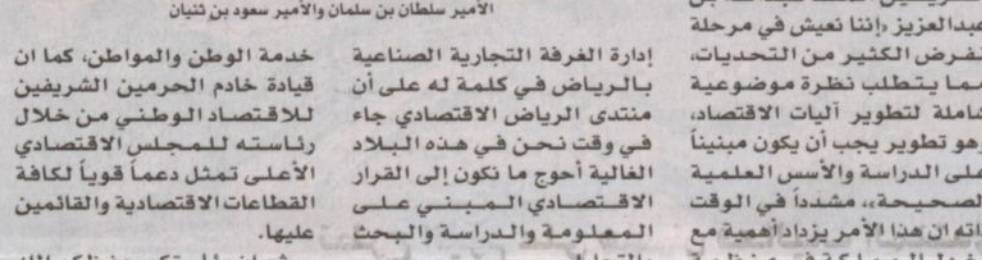 الأمير سلطان بن سلمان والأمير سعود بن ثنيان
عبدالعزيز «إننا نعيش في مرحلة
تفرض الكثير من التحديات،
مما يتطلب نظرة موضوعية
شاملة لتطوير آليات الاقتصاد،
وهو تطوير يجب أن يكون مبنيناً
على الدراسة والأسس العلمية
الصحيحة»، مشدداً في الوقت
ذاته ان هذا الأمر يزداد أهمية مع
إدارة الغرفة التجارية الصناعية
بالرياض في كلمة له على أن
منتدى الرياض الاقتصادي جاء
في وقت نحن في هذه البلاد
الغالية أحوج ما نكون إلى القرار
الاقتصادي المبني على
المعلومة والدراسة والبحث
خدمة الوطن والمواطن، كما ان
قيادة خادم الحرمين الشريفين
للاقتصاد الوطني من خلال
رئاسته للمجلس الاقتصادي
الأعلى تمثل دعماً قوياً لكافة
القطاعات الاقتصادية والقائمين
عليها.